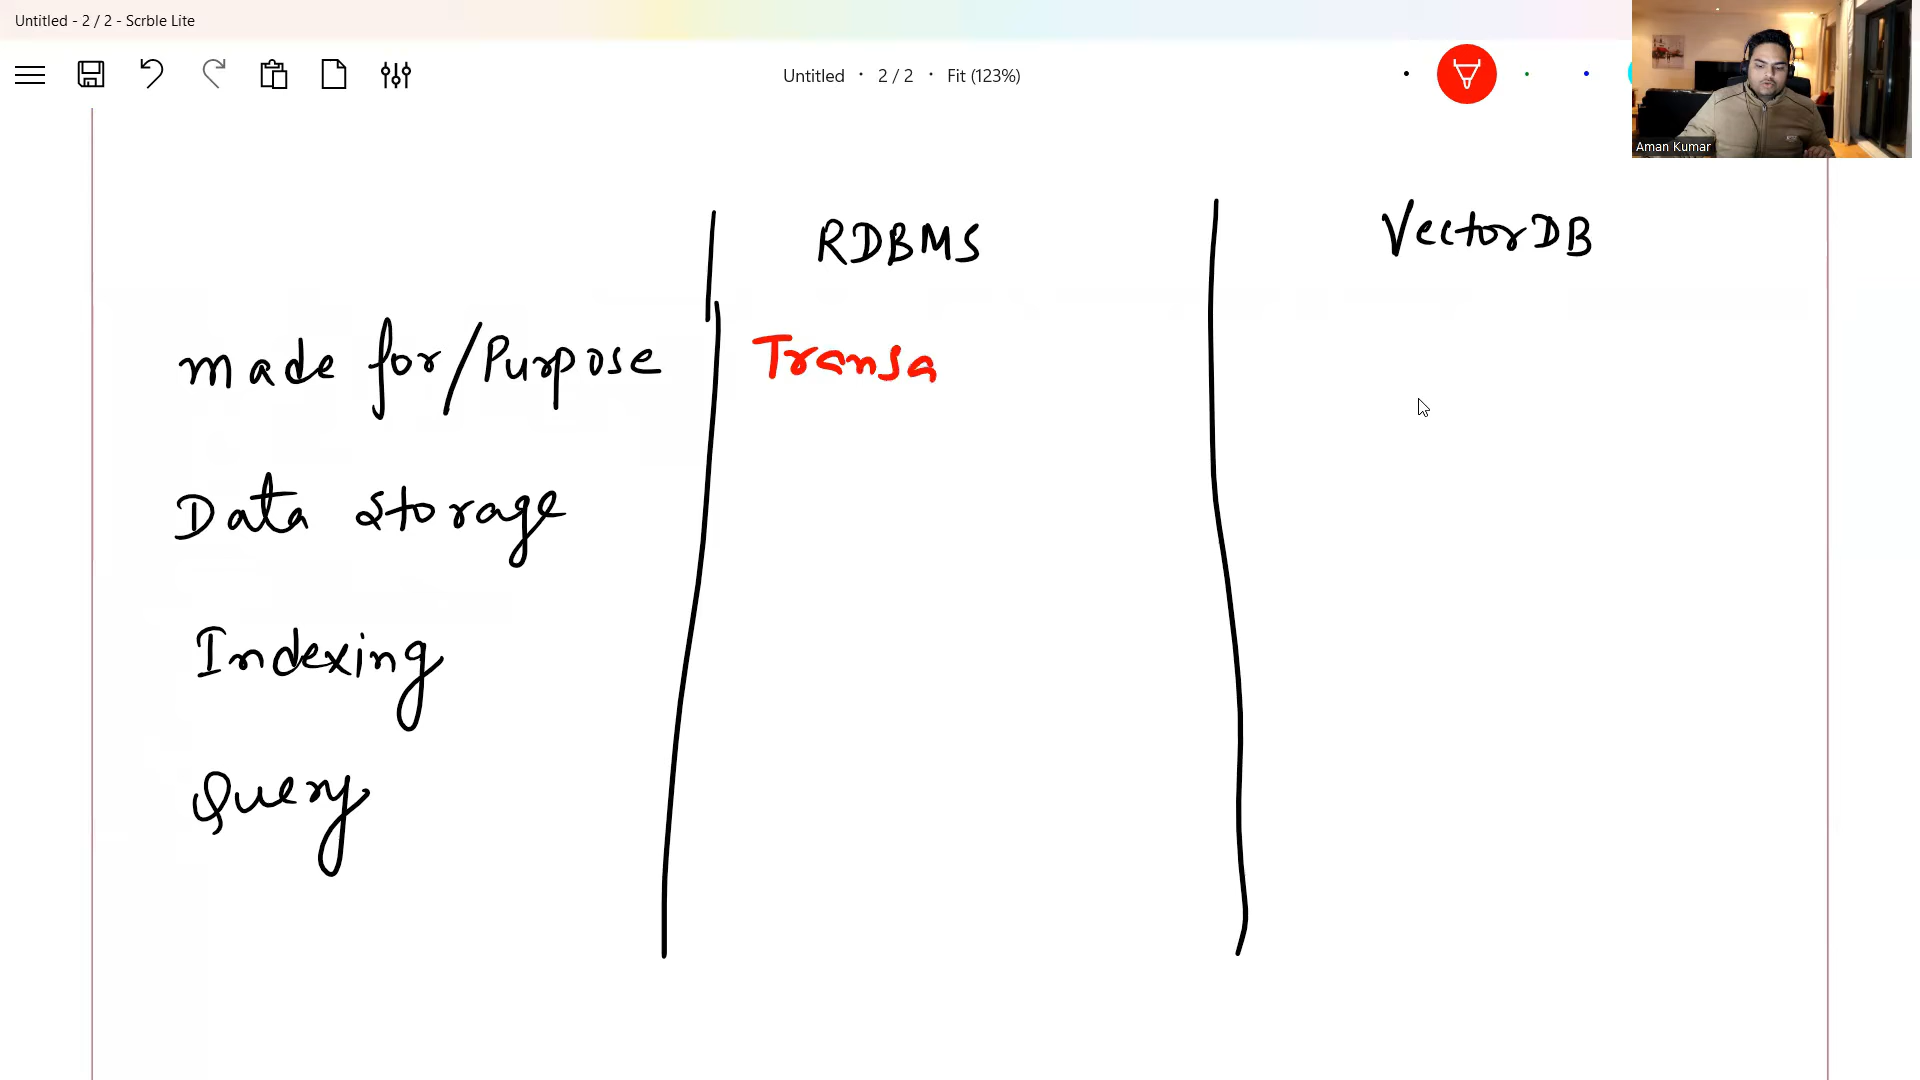 Untitled - 2 / 2 - Scrble Lite
Untitled • 2 / 2 • Fit (123%)
Aman Kumar
RDBMS VectorDB
made for/Purpose Transa
Data storage
Indexing
Query